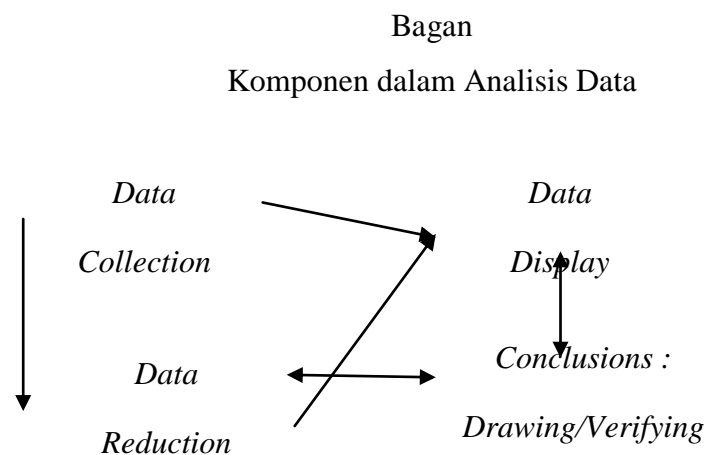 Bagan
Komponen dalam Analisis Data
Data
Collection
Data
Display
Data
Reduction
Conclusions :
Drawing/Verifying